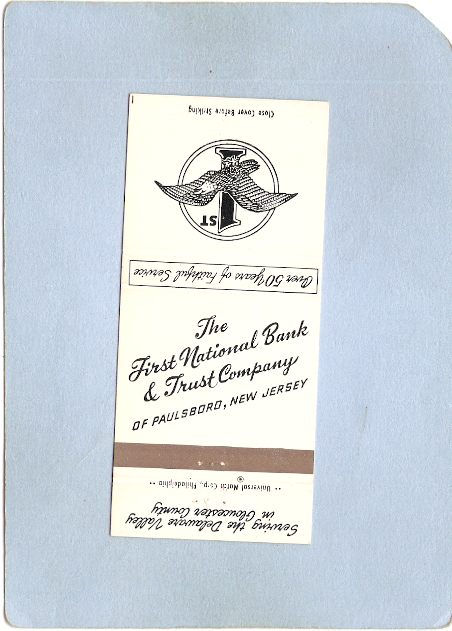 Close Cover Before Striking
1ST
Over 50 Years of Faithful Service
The
First National Bank
& Trust Company
OF PAULSBORO, NEW JERSEY
·· Universal Match Corp., Philadelphia ··
Serving the Delaware Valley
in Gloucester County